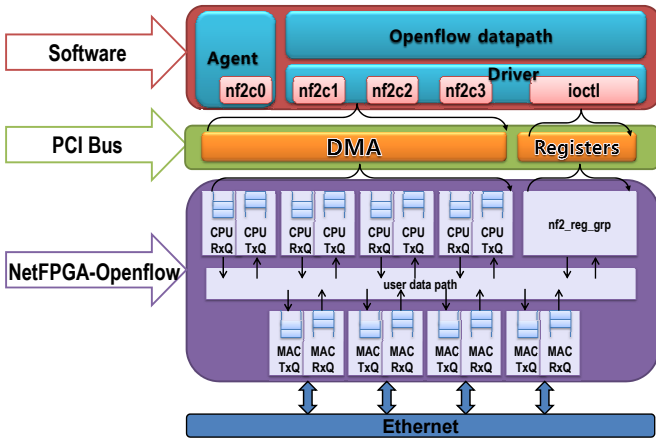 Software
Openflow datapath
Agent
Driver
nf2c0
nf2c1
nf2c2
nf2c3
ioctl
PCI Bus
DMA
Registers
NetFPGA-Openflow
CPU RxQ
CPU TxQ
CPU RxQ
CPU TxQ
CPU RxQ
CPU TxQ
CPU RxQ
CPU TxQ
nf2_reg_grp
user data path
MAC TxQ
MAC RxQ
MAC TxQ
MAC RxQ
MAC TxQ
MAC RxQ
MAC TxQ
MAC RxQ
Ethernet